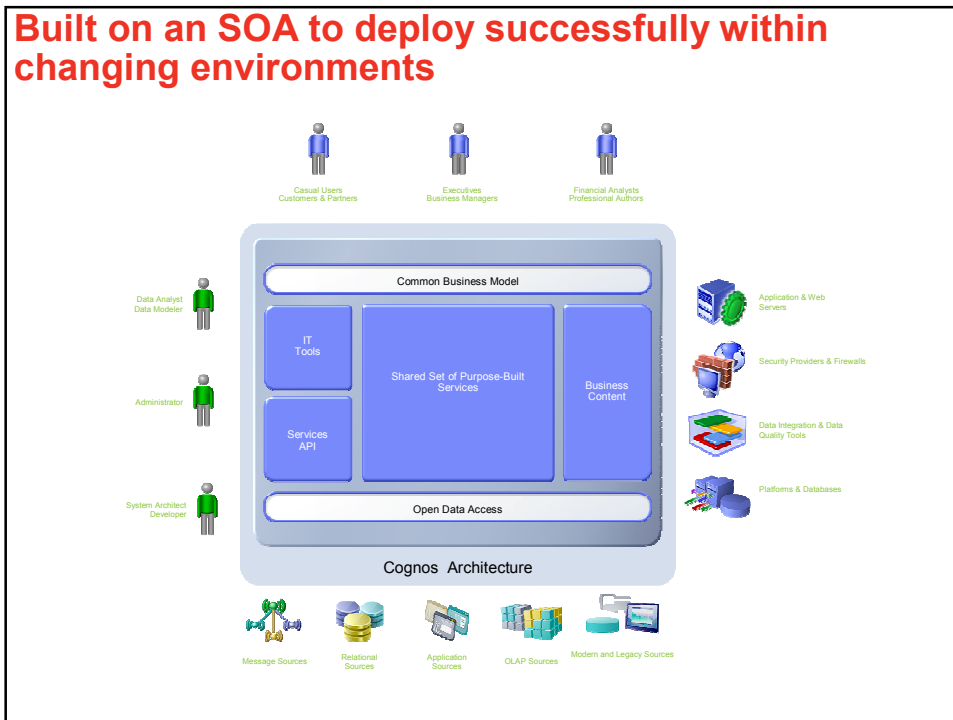 Built on an SOA to deploy successfully within
changing environments
Casual Users
Customers & Partners
Executives
Business Managers
Financial Analysts
Professional Authors
Common Business Model
Data Analyst
Data Modeler
Administrator
System Architect
Developer
IT
Tools
Services
API
Shared Set of Purpose-Built
Services
Business
Content
Open Data Access
Cognos Architecture
Application & Web
Servers
Security Providers & Firewalls
Data Integration & Data
Quality Tools
Platforms & Databases
Message Sources
Relational
Sources
Application
Sources
OLAP Sources
Modern and Legacy Sources